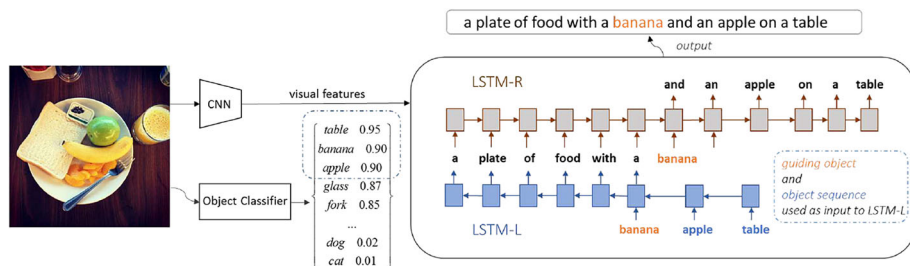 a plate of food with a banana and an apple on a table
output
CNN
visual features
table 0.95
banana 0.90
apple 0.90
glass 0.87
fork 0.85
...
dog 0.02
cat 0.01
Object Classifier
LSTM-R
and an apple on a table
a plate of food with a banana
LSTM-L
banana apple table
guiding object
and
object sequence
used as input to LSTM-L